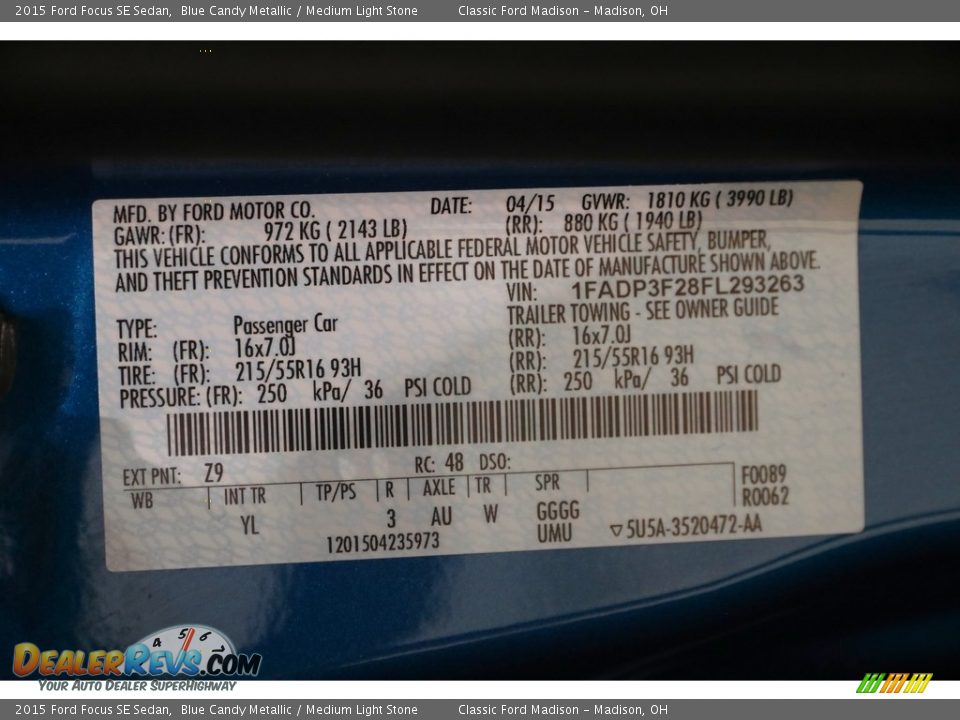 2015 Ford Focus SE Sedan, Blue Candy Metallic / Medium Light Stone Classic Ford Madison - Madison, OH
MFD. BY FORD MOTOR CO. DATE: 04/15 GVWR: 1810 KG ( 3990 LB)
GAWR: (FR): 972 KG ( 2143 LB) (RR): 880 KG ( 1940 LB)
THIS VEHICLE CONFORMS TO ALL APPLICABLE FEDERAL MOTOR VEHICLE SAFETY, BUMPER,
AND THEFT PREVENTION STANDARDS IN EFFECT ON THE DATE OF MANUFACTURE SHOWN ABOVE.
VIN: 1FADP3F28FL293263
TYPE: Passenger Car TRAILER TOWING - SEE OWNER GUIDE
RIM: (FR): 16x7.0J (RR): 16x7.0J
TIRE: (FR): 215/55R16 93H (RR): 215/55R16 93H
PRESSURE: (FR): 250 kPa/ 36 PSI COLD (RR): 250 kPa/ 36 PSI COLD
EXT PNT: Z9 RC: 48 DSO:
WB INT TR TP/PS R AXLE TR SPR F0089
R0062
YL 3 AU W GGGG
1201504235973 UMU ▽5U5A-3520472-AA
4 5 6 7
DEALERREVS.COM
YOUR AUTO DEALER SUPERHIGHWAY
2015 Ford Focus SE Sedan, Blue Candy Metallic / Medium Light Stone Classic Ford Madison - Madison, OH